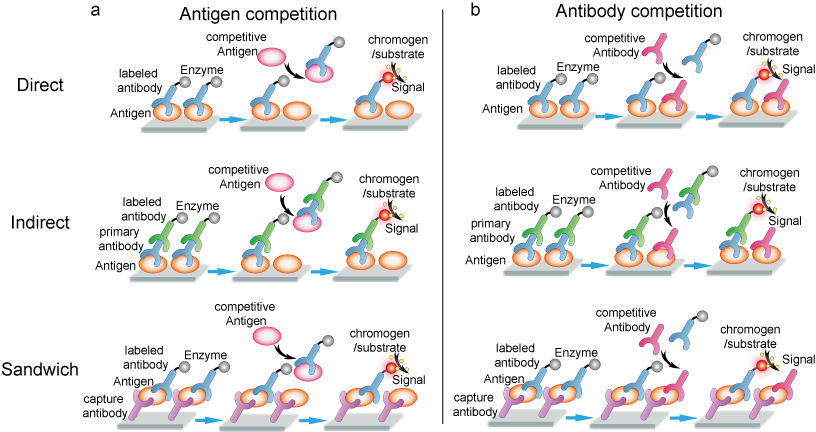 a
Antigen competition
b
Antibody competition
Direct
labeled
antibody
Enzyme
Antigen
competitive
Antigen
chromogen
/substrate
Signal
labeled
antibody
Enzyme
Antigen
competitive
Antibody
chromogen
/substrate
Signal
Indirect
labeled
antibody
Enzyme
primary
antibody
Antigen
competitive
Antigen
chromogen
/substrate
Signal
labeled
antibody
Enzyme
primary
antibody
Antigen
competitive
Antibody
chromogen
/substrate
Signal
Sandwich
labeled
antibody
Enzyme
Antigen
capture
antibody
competitive
Antigen
chromogen
/substrate
Signal
labeled
antibody
Enzyme
Antigen
capture
antibody
competitive
Antibody
chromogen
/substrate
Signal